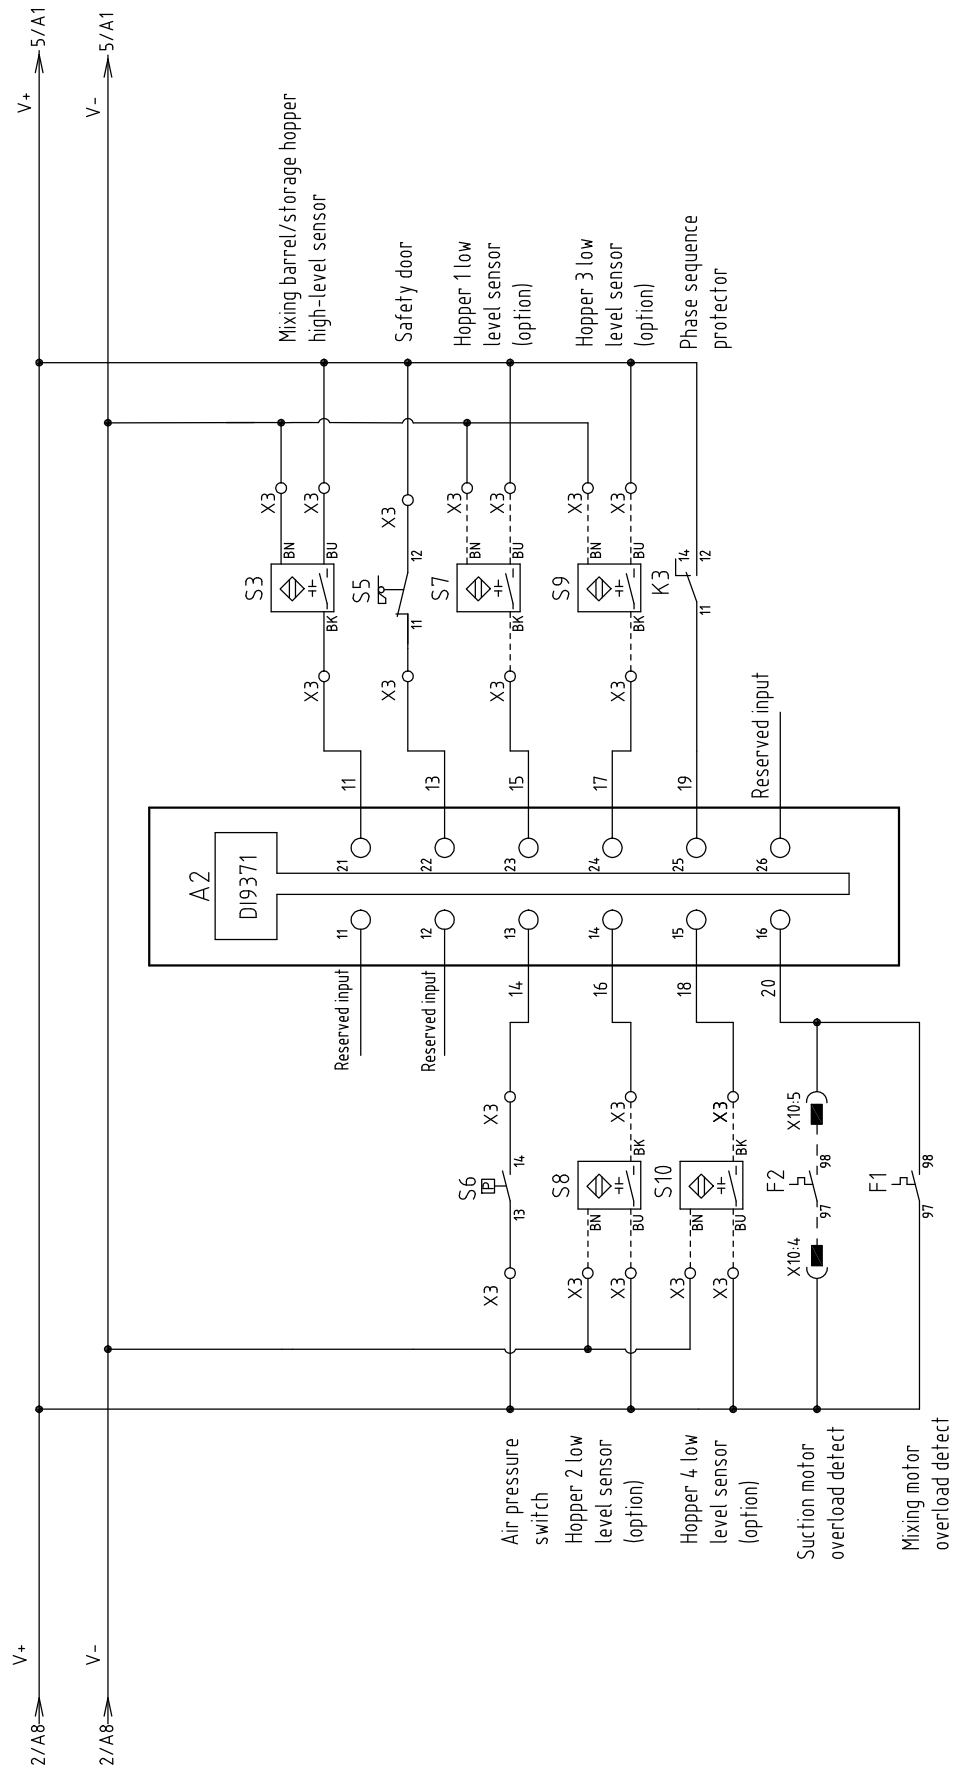 2/A8
V+
V+
5/A1
2/A8
V-
V-
5/A1
A2
DI9371
Mixing barrel/storage hopper
high-level sensor
X3
BN
S3
X3
BU
BK
X3
11
21
11
Reserved input
Safety door
X3
12
S5
11
X3
13
22
12
Reserved input
Hopper 1 low
level sensor
(option)
X3
BN
S7
X3
BU
X3
15
23
13
14
X3
14
S6
P
13
X3
Air pressure
switch
Hopper 3 low
level sensor
(option)
X3
BN
S9
X3
BU
BK
X3
17
24
14
16
X3
BK
S8
BN
X3
BU
X3
Hopper 2 low
level sensor
(option)
Phase sequence
protector
14
12
K3
11
19
25
15
18
X3
BK
S10
BN
X3
BU
X3
Hopper 4 low
level sensor
(option)
Reserved input
26
16
20
X10:5
98
F2
97
X10:4
Suction motor
overload detect
98
F1
97
Mixing motor
overload detect